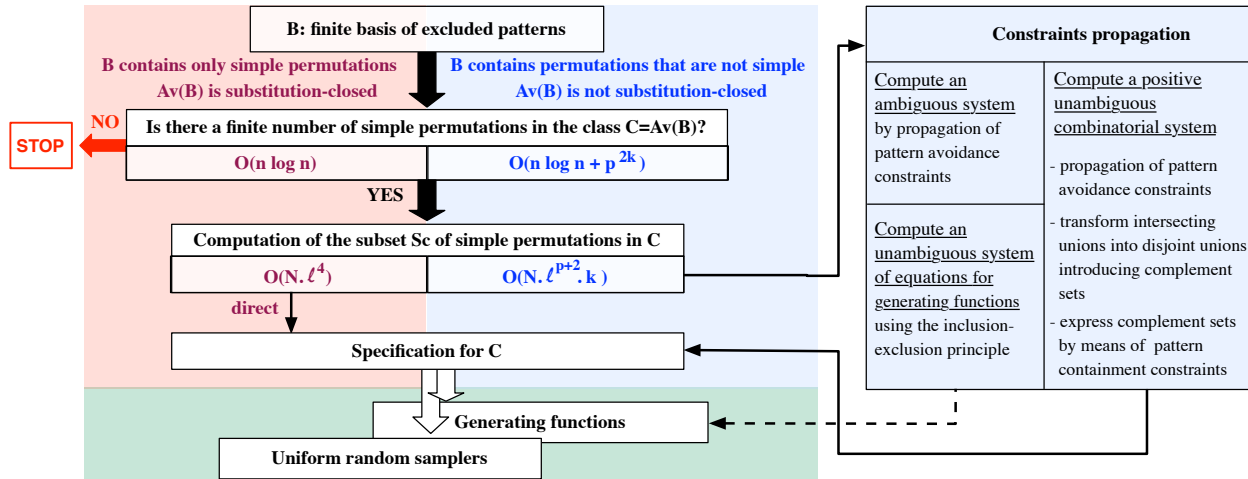 B: finite basis of excluded patterns
B contains only simple permutations
Av(B) is substitution-closed
B contains permutations that are not simple
Av(B) is not substitution-closed
NO
STOP
Is there a finite number of simple permutations in the class C=Av(B)?
O(n log n)
O(n log n + p^{2k})
YES
Computation of the subset Sc of simple permutations in C
O(N. ℓ^4)
O(N. ℓ^{p+2}. k )
direct
Specification for C
Generating functions
Uniform random samplers
Constraints propagation
Compute an
ambiguous system
by propagation of
pattern avoidance
constraints
Compute an
unambiguous system
of equations for
generating functions
using the inclusion-
exclusion principle
Compute a positive
unambiguous
combinatorial system
- propagation of pattern
avoidance constraints
- transform intersecting
unions into disjoint unions
introducing complement
sets
- express complement sets
by means of pattern
containment constraints